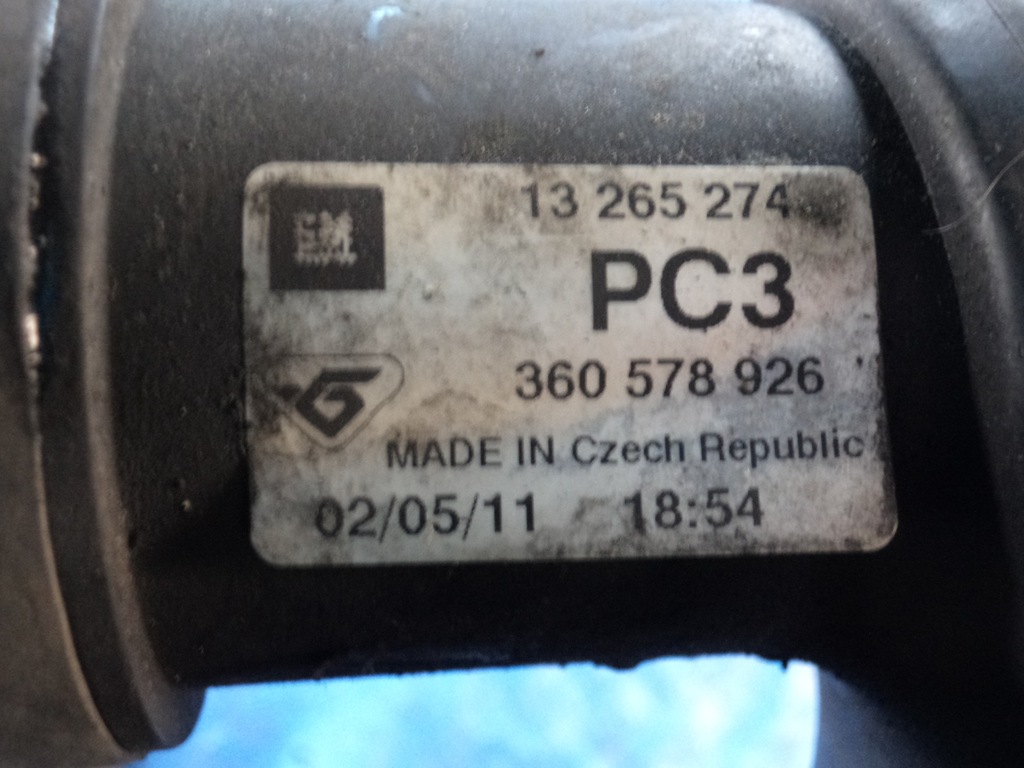 13 265 274
PC3
360 578 926
MADE IN Czech Republic
02/05/11 18:54